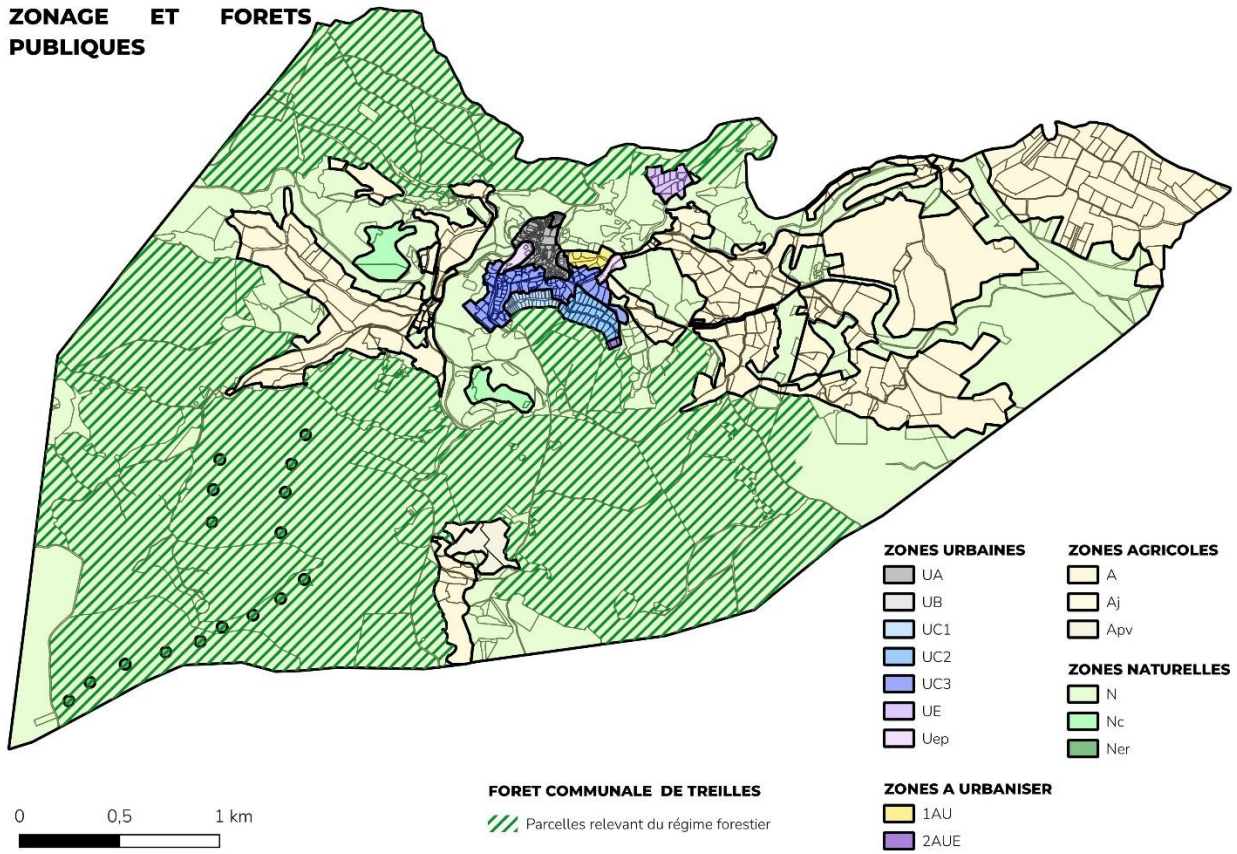 ZONAGE ET FORETS
PUBLIQUES
ZONES URBAINES
UA
UB
UC1
UC2
UC3
UE
Uep
ZONES AGRICOLES
A
Aj
Apv
ZONES NATURELLES
N
Nc
Ner
ZONES A URBANISER
1AU
2AUE
FORET COMMUNALE DE TREILLES
Parcelles relevant du régime forestier
0 0,5 1 km